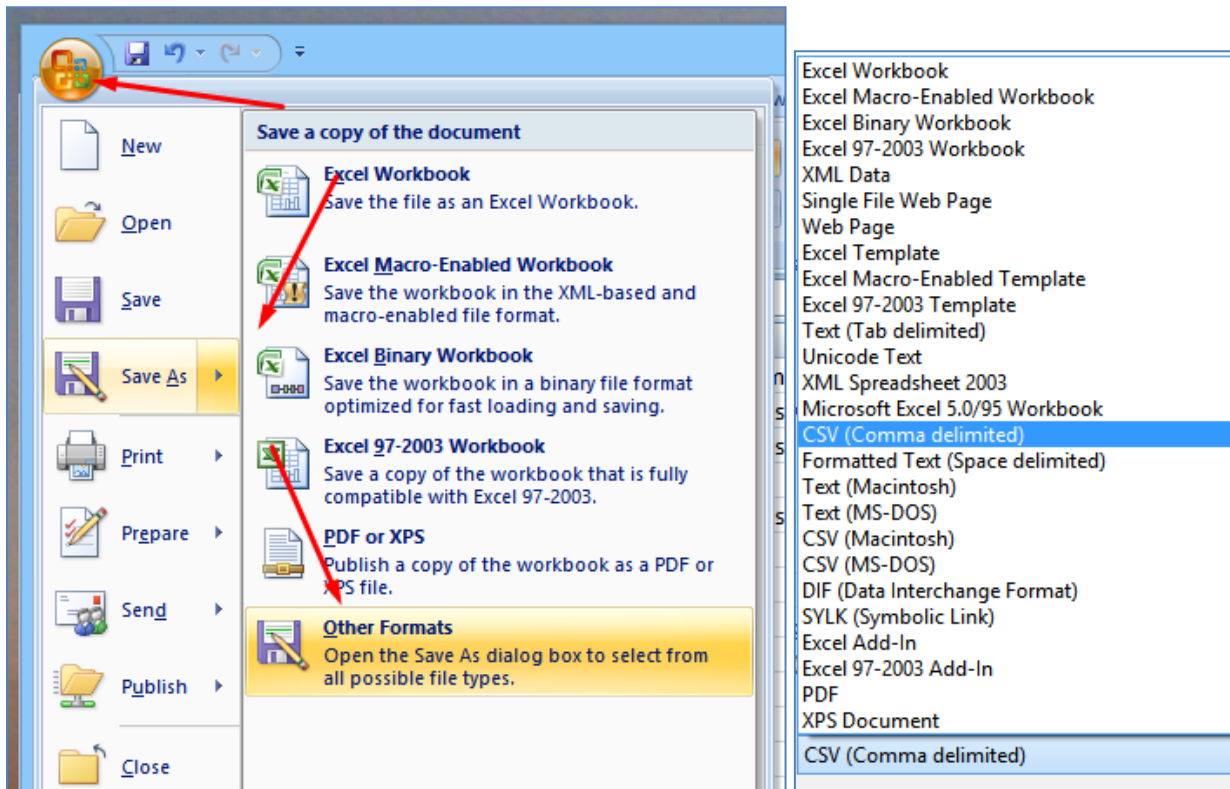 New
Open
Save
Save As
Print
Prepare
Send
Publish
Close
Save a copy of the document
Excel Workbook
Save the file as an Excel Workbook.
Excel Macro-Enabled Workbook
Save the workbook in the XML-based and
macro-enabled file format.
Excel Binary Workbook
Save the workbook in a binary file format
optimized for fast loading and saving.
Excel 97-2003 Workbook
Save a copy of the workbook that is fully
compatible with Excel 97-2003.
PDF or XPS
Publish a copy of the workbook as a PDF or
XPS file.
Other Formats
Open the Save As dialog box to select from
all possible file types.
Excel Workbook
Excel Macro-Enabled Workbook
Excel Binary Workbook
Excel 97-2003 Workbook
XML Data
Single File Web Page
Web Page
Excel Template
Excel Macro-Enabled Template
Excel 97-2003 Template
Text (Tab delimited)
Unicode Text
XML Spreadsheet 2003
Microsoft Excel 5.0/95 Workbook
CSV (Comma delimited)
Formatted Text (Space delimited)
Text (Macintosh)
Text (MS-DOS)
CSV (Macintosh)
CSV (MS-DOS)
DIF (Data Interchange Format)
SYLK (Symbolic Link)
Excel Add-In
Excel 97-2003 Add-In
PDF
XPS Document
CSV (Comma delimited)